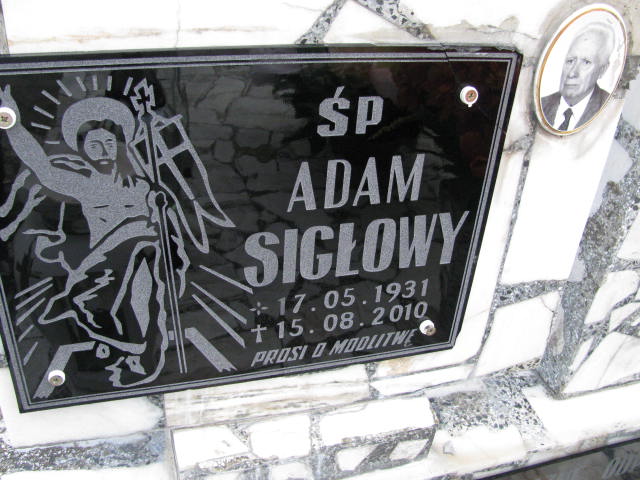 ŚP
ADAM
SIGŁOWY
* 17.05.1931
† 15.08.2010
PROSI O MODLITWĘ